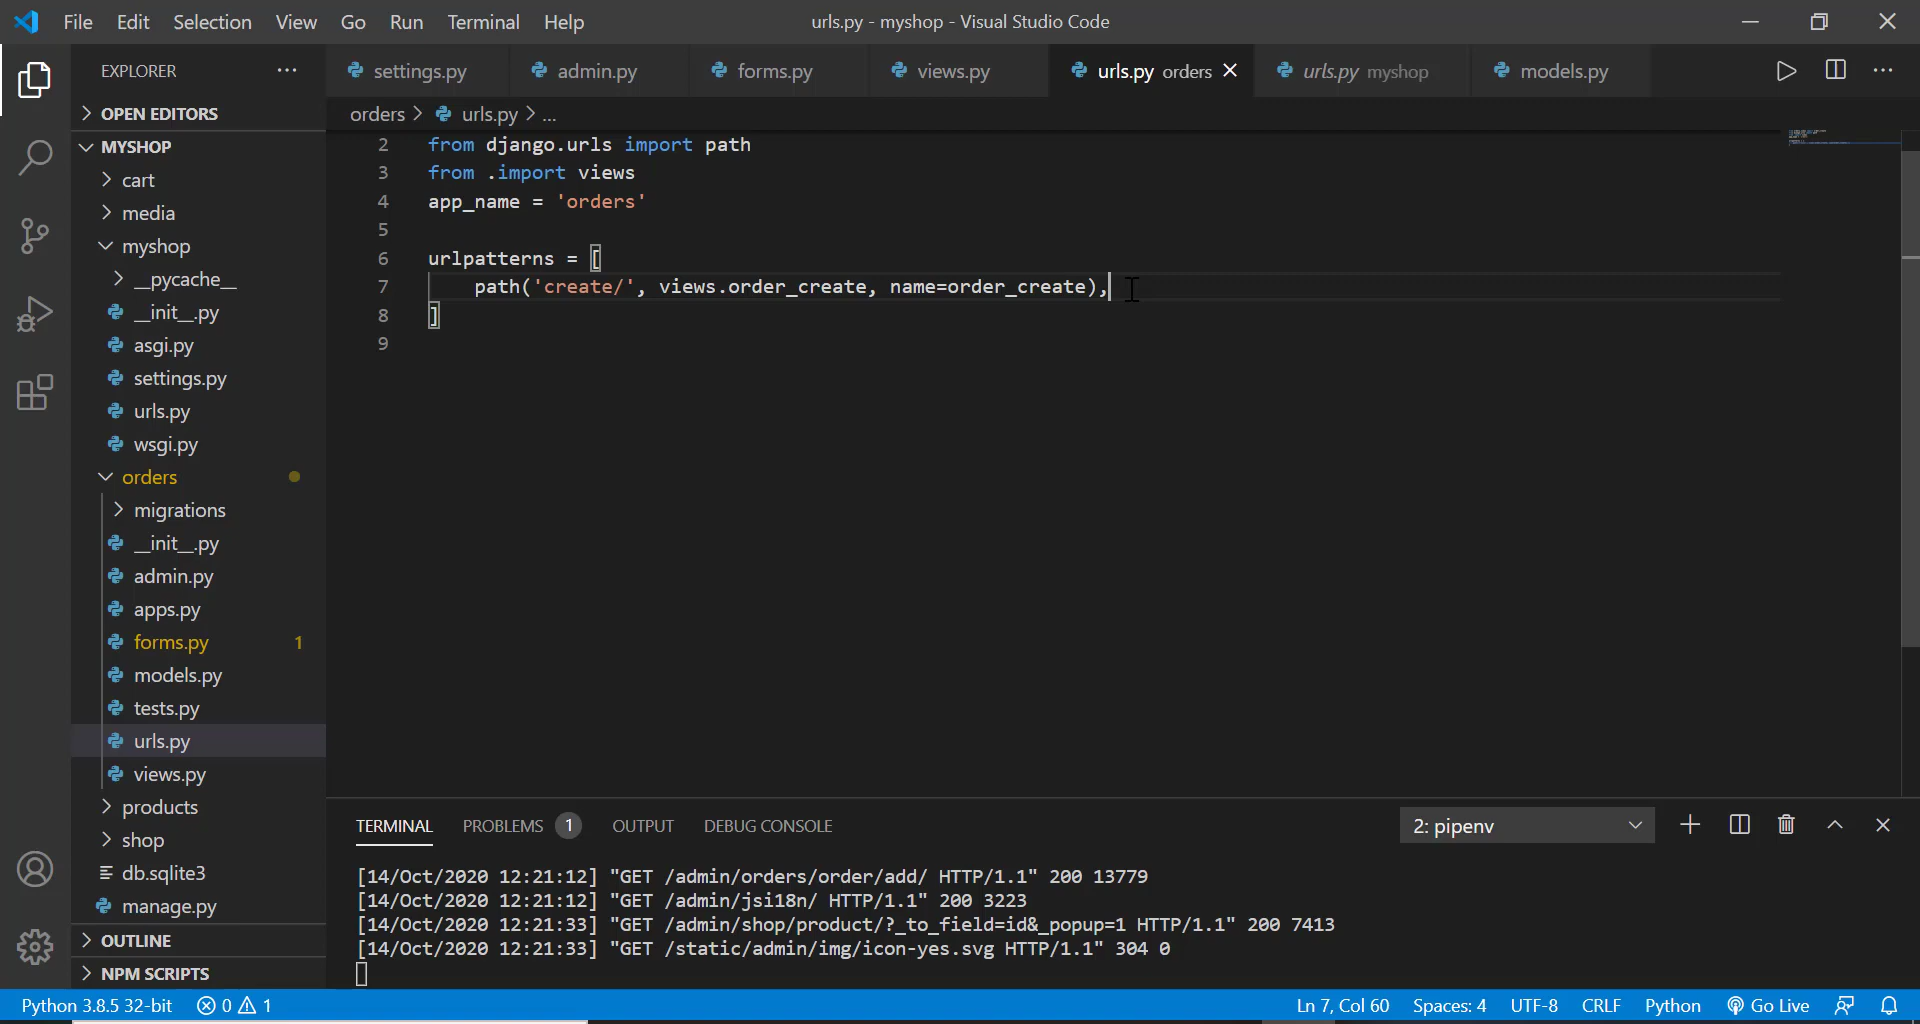 File Edit Selection View Go Run Terminal Help
urls.py - myshop - Visual Studio Code
EXPLORER
OPEN EDITORS
MYSHOP
cart
media
myshop
__pycache__
__init__.py
asgi.py
settings.py
urls.py
wsgi.py
orders
migrations
__init__.py
admin.py
apps.py
forms.py 1
models.py
tests.py
urls.py
views.py
products
shop
db.sqlite3
manage.py
OUTLINE
NPM SCRIPTS
settings.py admin.py forms.py views.py urls.py orders urls.py myshop models.py
orders > urls.py > ...
2 from django.urls import path
3 from .import views
4 app_name = 'orders'
5
6 urlpatterns = [
7 path('create/', views.order_create, name=order_create),
8 ]
9
TERMINAL PROBLEMS 1 OUTPUT DEBUG CONSOLE 2: pipenv
[14/Oct/2020 12:21:12] "GET /admin/orders/order/add/ HTTP/1.1" 200 13779
[14/Oct/2020 12:21:12] "GET /admin/jsi18n/ HTTP/1.1" 200 3223
[14/Oct/2020 12:21:33] "GET /admin/shop/product/?_to_field=id&_popup=1 HTTP/1.1" 200 7413
[14/Oct/2020 12:21:33] "GET /static/admin/img/icon-yes.svg HTTP/1.1" 304 0
Python 3.8.5 32-bit 0 1 Ln 7, Col 60 Spaces: 4 UTF-8 CRLF Python Go Live